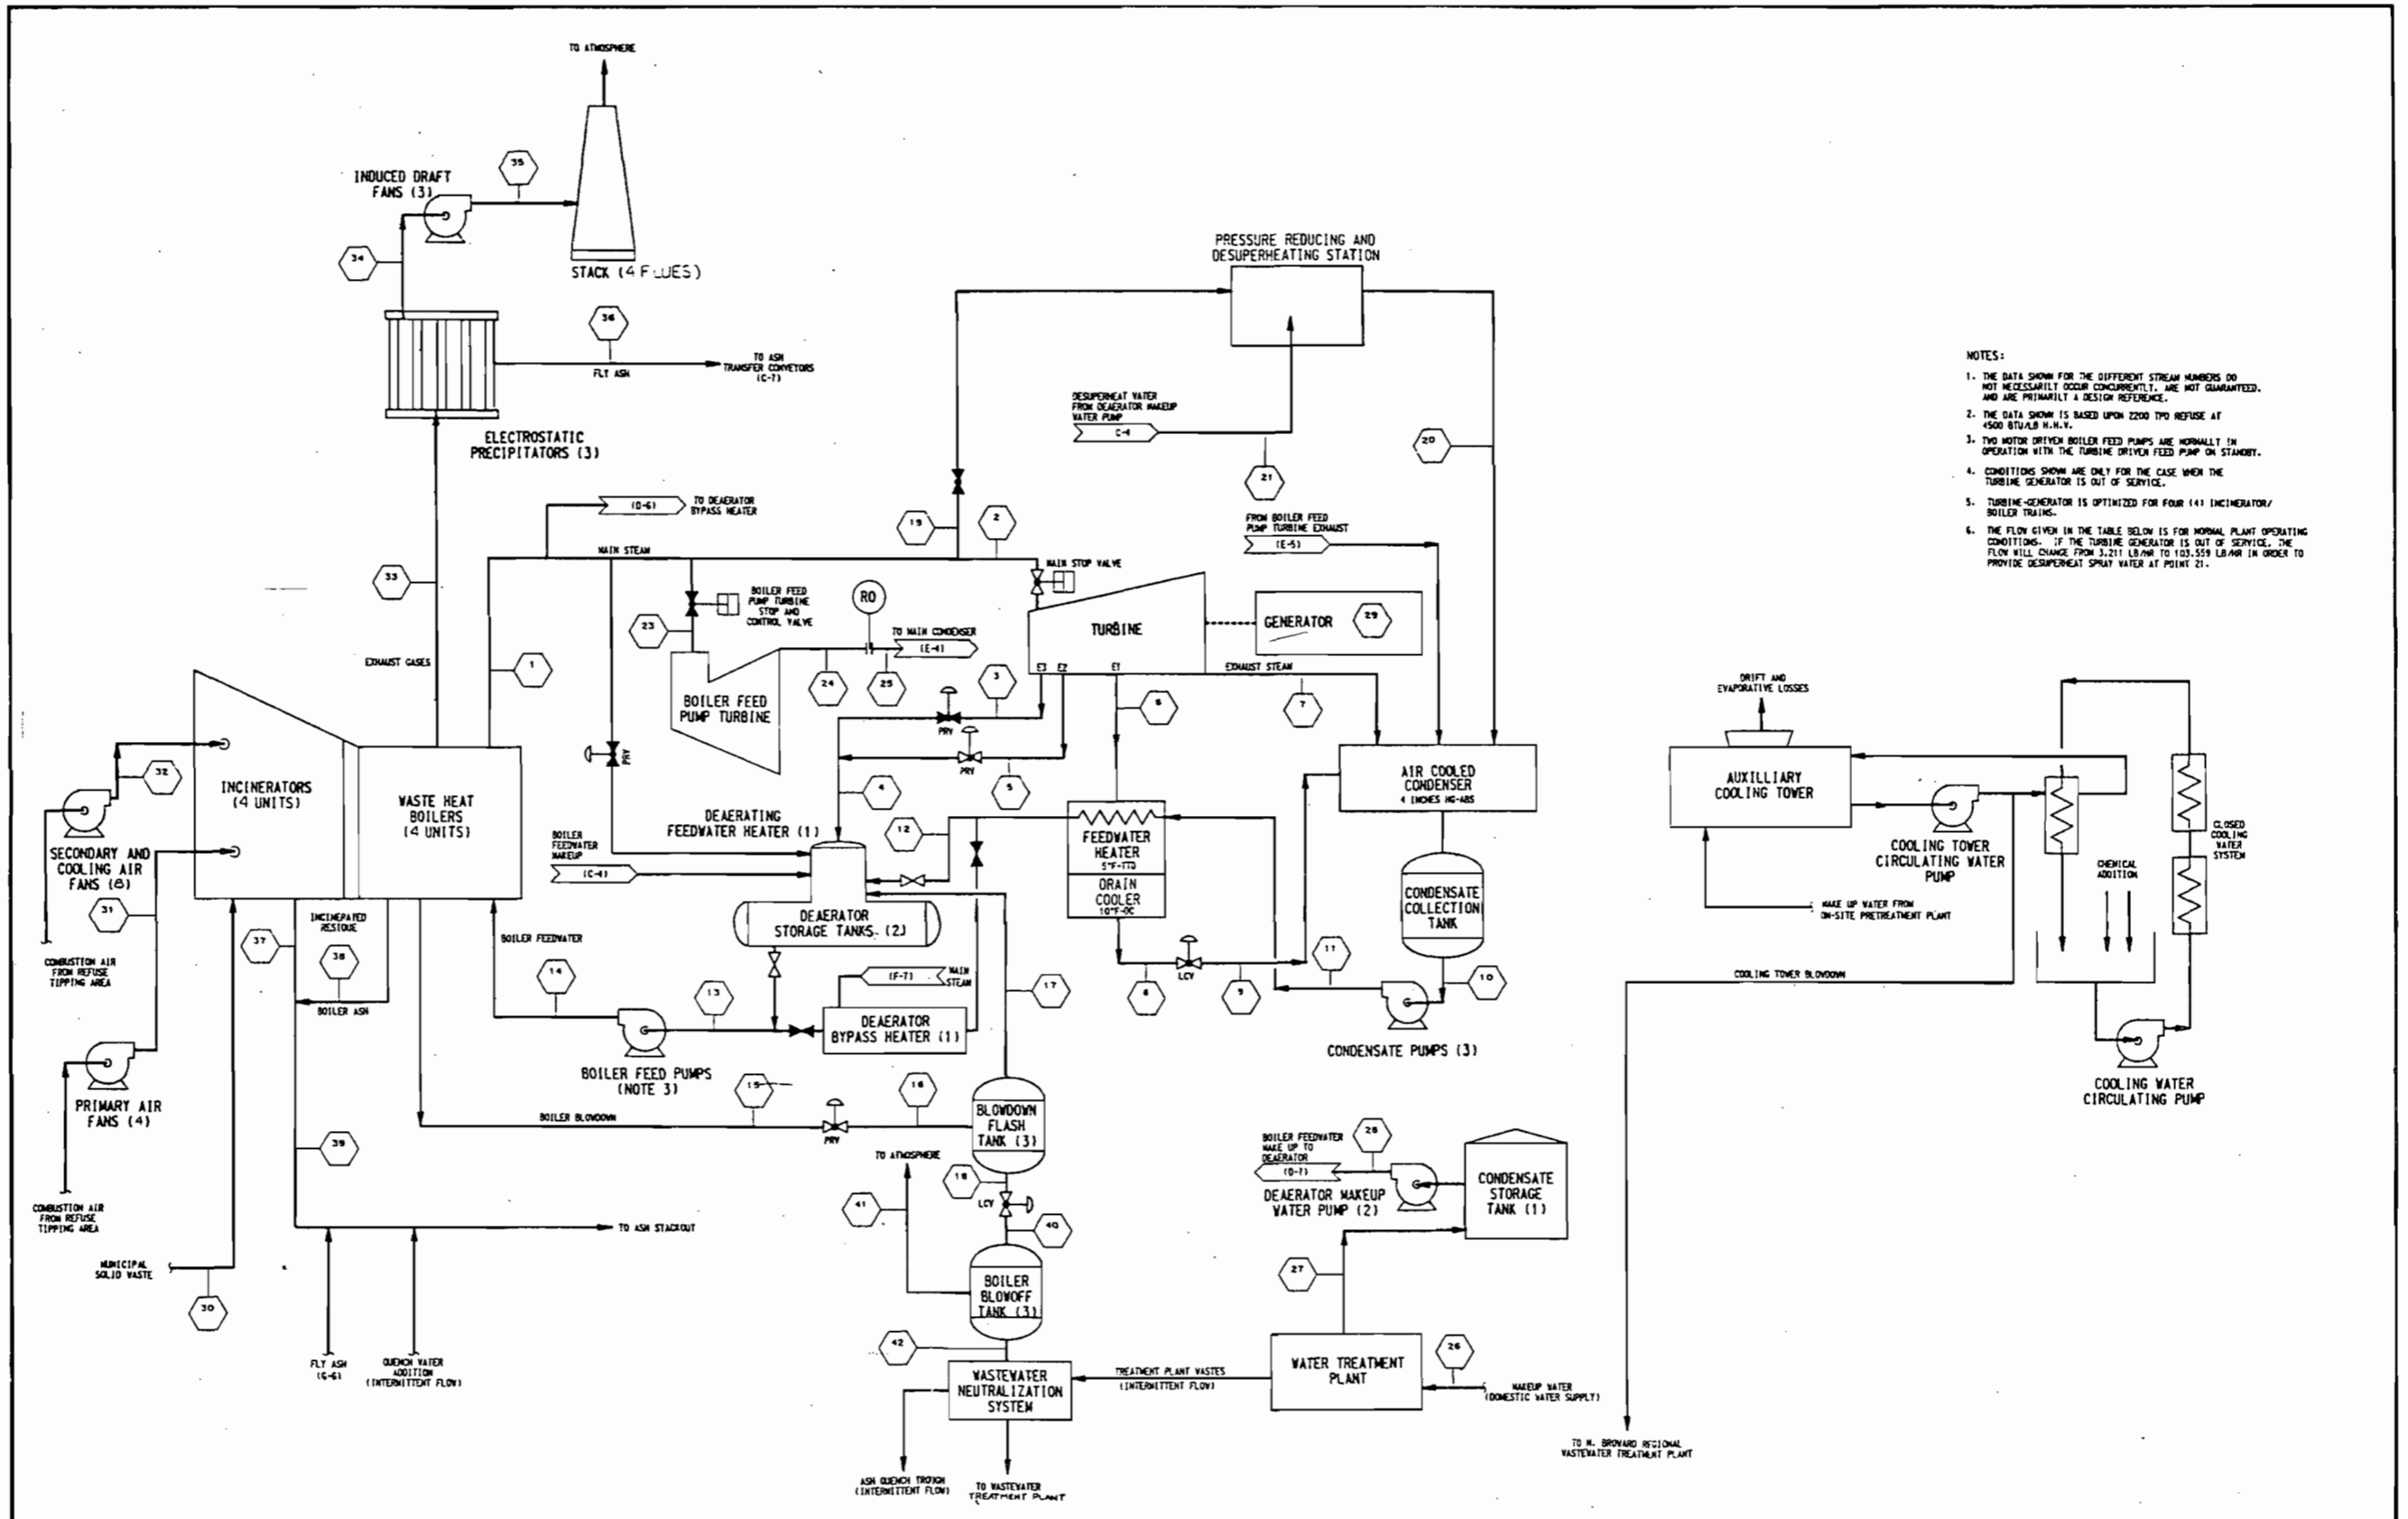 TO ATMOSPHERE
35
INDUCED DRAFT
FANS (3)
34
STACK (4 FLUES)
36
FLY ASH
TO ASH
TRANSFER CONVEYORS
(C-7)
ELECTROSTATIC
PRECIPITATORS (3)
33
EXHAUST GASES
PRESSURE REDUCING AND
DESUPERHEATING STATION
DESUPERHEAT WATER
FROM DEAERATOR MAKEUP
WATER PUMP
C-4
21
20
FROM BOILER FEED
PUMP TURBINE EXHAUST
(E-5)
(D-6)
TO DEAERATOR
BYPASS HEATER
MAIN STEAM
19
2
MAIN STOP VALVE
NOTES:
1. THE DATA SHOWN FOR THE DIFFERENT STREAM NUMBERS DO
NOT NECESSARILY OCCUR CONCURRENTLY, ARE NOT GUARANTEED,
AND ARE PRIMARILY A DESIGN REFERENCE.
2. THE DATA SHOWN IS BASED UPON 2200 TPD REFUSE AT
4500 BTU/LB H.H.V.
3. TWO MOTOR DRIVEN BOILER FEED PUMPS ARE NORMALLY IN
OPERATION WITH THE TURBINE DRIVEN FEED PUMP ON STANDBY.
4. CONDITIONS SHOWN ARE ONLY FOR THE CASE WHEN THE
TURBINE GENERATOR IS OUT OF SERVICE.
5. TURBINE-GENERATOR IS OPTIMIZED FOR FOUR (4) INCINERATOR/
BOILER TRAINS.
6. THE FLOW GIVEN IN THE TABLE BELOW IS FOR NORMAL PLANT OPERATING
CONDITIONS. IF THE TURBINE GENERATOR IS OUT OF SERVICE, THE
FLOW WILL CHANGE FROM 3,211 LB/HR TO 103,559 LB/HR IN ORDER TO
PROVIDE DESUPERHEAT SPRAY WATER AT POINT 21.
BOILER FEED
PUMP TURBINE
STOP AND
CONTROL VALVE
23
RO
TO MAIN CONDENSER
(E-4)
24
25
BOILER FEED
PUMP TURBINE
PRV
TURBINE
E3 E2 E1
GENERATOR
29
EXHAUST STEAM
3
PRV
6
7
PRV
5
4
1
32
INCINERATORS
(4 UNITS)
WASTE HEAT
BOILERS
(4 UNITS)
SECONDARY AND
COOLING AIR
FANS (8)
31
COMBUSTION AIR
FROM REFUSE
TIPPING AREA
PRIMARY AIR
FANS (4)
COMBUSTION AIR
FROM REFUSE
TIPPING AREA
INCINERATED
RESIDUE
37
38
BOILER ASH
39
TO ASH STACKOUT
MUNICIPAL
SOLID WASTE
30
FLY ASH
(G-6)
QUENCH WATER
ADDITION
(INTERMITTENT FLOW)
BOILER FEEDWATER
14
13
BOILER FEED PUMPS
(NOTE 3)
DEAERATING
FEEDWATER HEATER (1)
BOILER
FEEDWATER
MAKEUP
(C-4)
12
DEAERATOR
STORAGE TANKS (2)
(F-7)
MAIN
STEAM
DEAERATOR
BYPASS HEATER (1)
17
FEEDWATER
HEATER
5°F-TTD
DRAIN
COOLER
10°F-DC
8
LCV
9
11
10
AIR COOLED
CONDENSER
4 INCHES HG-ABS
CONDENSATE
COLLECTION
TANK
CONDENSATE PUMPS (3)
BOILER BLOWDOWN
15
PRV
16
BLOWDOWN
FLASH
TANK (3)
18
LCV
40
TO ATMOSPHERE
41
BOILER
BLOWOFF
TANK (3)
42
WASTEWATER
NEUTRALIZATION
SYSTEM
ASH QUENCH TROUGH
(INTERMITTENT FLOW)
TO WASTEWATER
TREATMENT PLANT
TREATMENT PLANT WASTES
(INTERMITTENT FLOW)
WATER TREATMENT
PLANT
26
MAKEUP WATER
(DOMESTIC WATER SUPPLY)
27
BOILER FEEDWATER
MAKE UP TO
DEAERATOR
(D-7)
28
DEAERATOR MAKEUP
WATER PUMP (2)
CONDENSATE
STORAGE
TANK (1)
DRIFT AND
EVAPORATIVE LOSSES
AUXILLIARY
COOLING TOWER
COOLING TOWER
CIRCULATING WATER
PUMP
MAKE UP WATER FROM
ON-SITE PRETREATMENT PLANT
CHEMICAL
ADDITION
CLOSED
COOLING
WATER
SYSTEM
COOLING TOWER BLOWDOWN
COOLING WATER
CIRCULATING PUMP
TO N. BROWARD REGIONAL
WASTEWATER TREATMENT PLANT